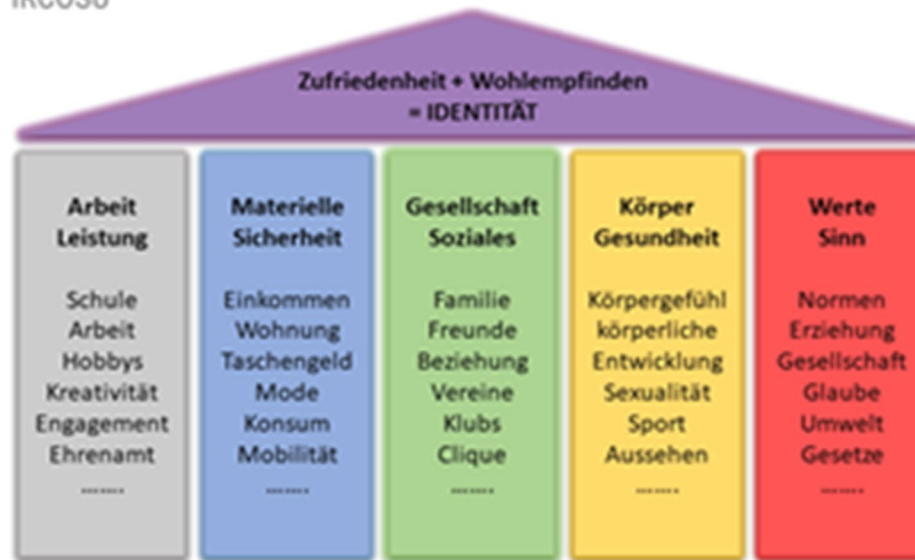 Zufriedenheit + Wohlempfinden
= IDENTITÄT
Arbeit
Leistung
Schule
Arbeit
Hobbys
Kreativität
Engagement
Ehrenamt
.......
Materielle
Sicherheit
Einkommen
Wohnung
Taschengeld
Mode
Konsum
Mobilität
.......
Gesellschaft
Soziales
Familie
Freunde
Beziehung
Vereine
Klubs
Clique
.......
Körper
Gesundheit
Körpergefühl
körperliche
Entwicklung
Sexualität
Sport
Aussehen
.......
Werte
Sinn
Normen
Erziehung
Gesellschaft
Glaube
Umwelt
Gesetze
.......